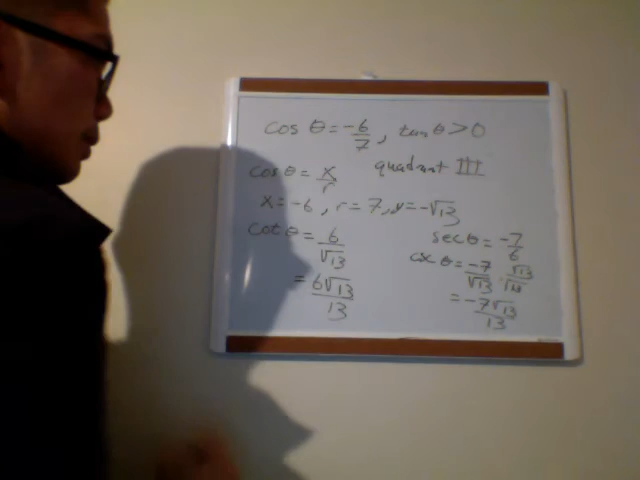 cos θ = -6/7, tan θ > 0
quadrant III
cos θ = x/r
x = -6, r = 7, y = -√13
cot θ = 6/√13
= 6√13/13
sec θ = -7/6
csc θ = -7/√13 · √13/√13
= -7√13/13